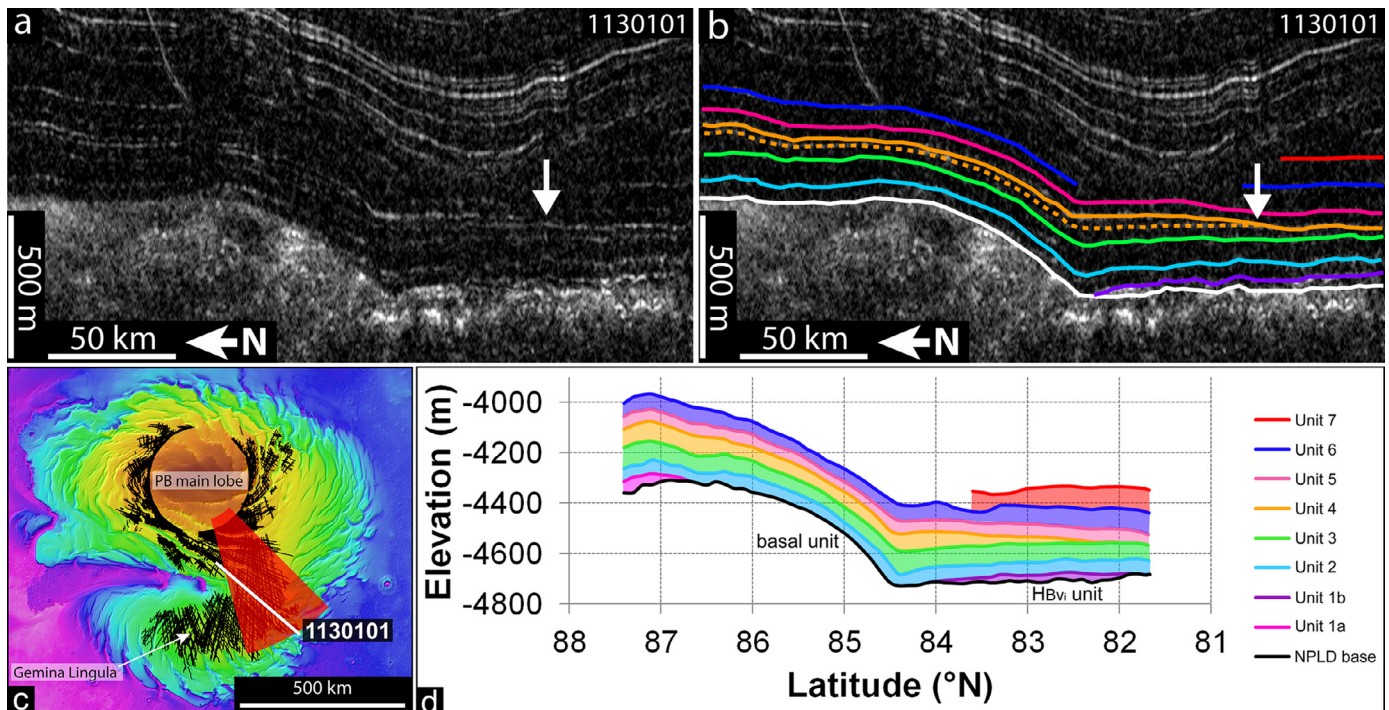 a
1130101
500 m
50 km
N
b
1130101
500 m
50 km
N
PB main lobe
1130101
Gemina Lingula
500 km
c
d
Elevation (m)
-4000
-4200
-4400
-4600
-4800
basal unit
HBvi unit
88 87 86 85 84 83 82 81
Latitude (°N)
Unit 7
Unit 6
Unit 5
Unit 4
Unit 3
Unit 2
Unit 1b
Unit 1a
NPLD base